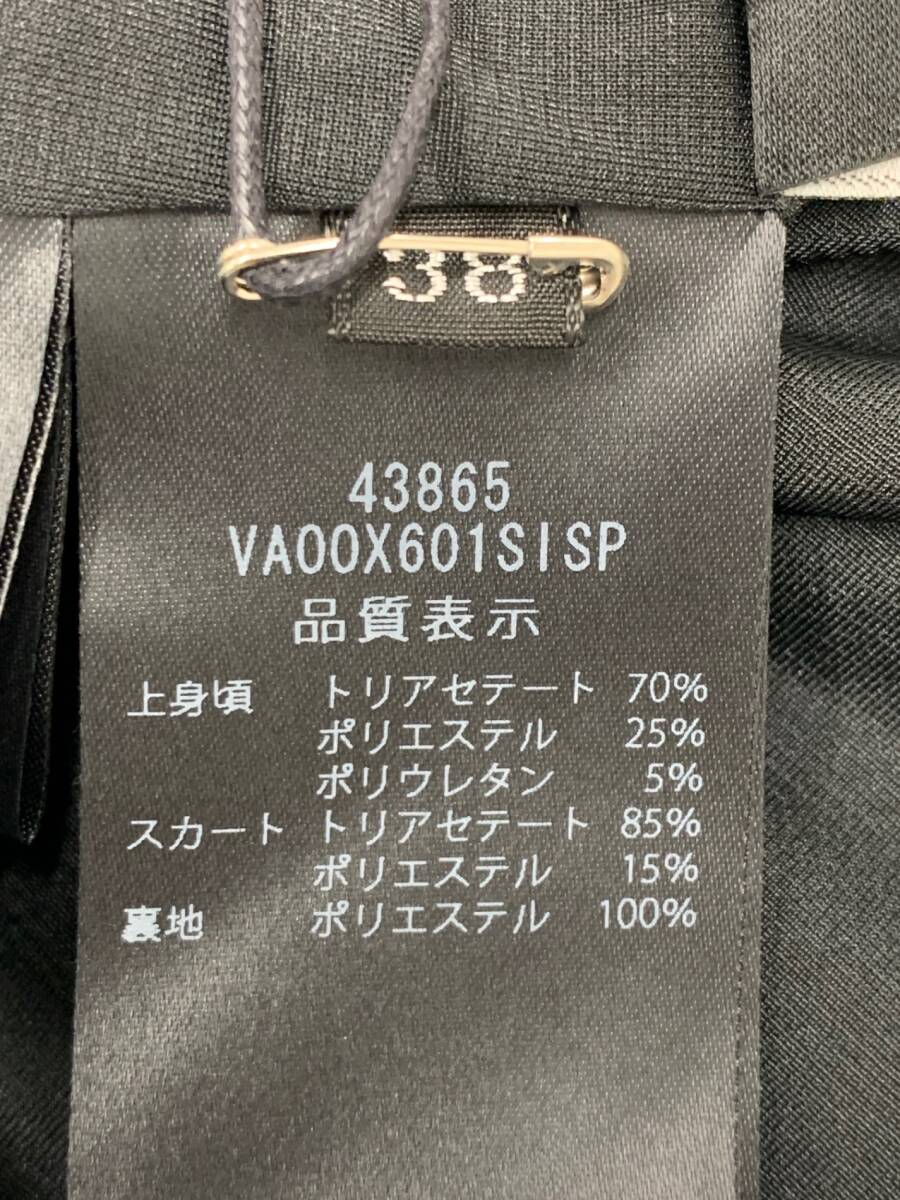 38
43865
VA00X601SISP
品質表示
上身頃 トリアセテート 70%
ポリエステル 25%
ポリウレタン 5%
スカート トリアセテート 85%
ポリエステル 15%
裏地 ポリエステル 100%